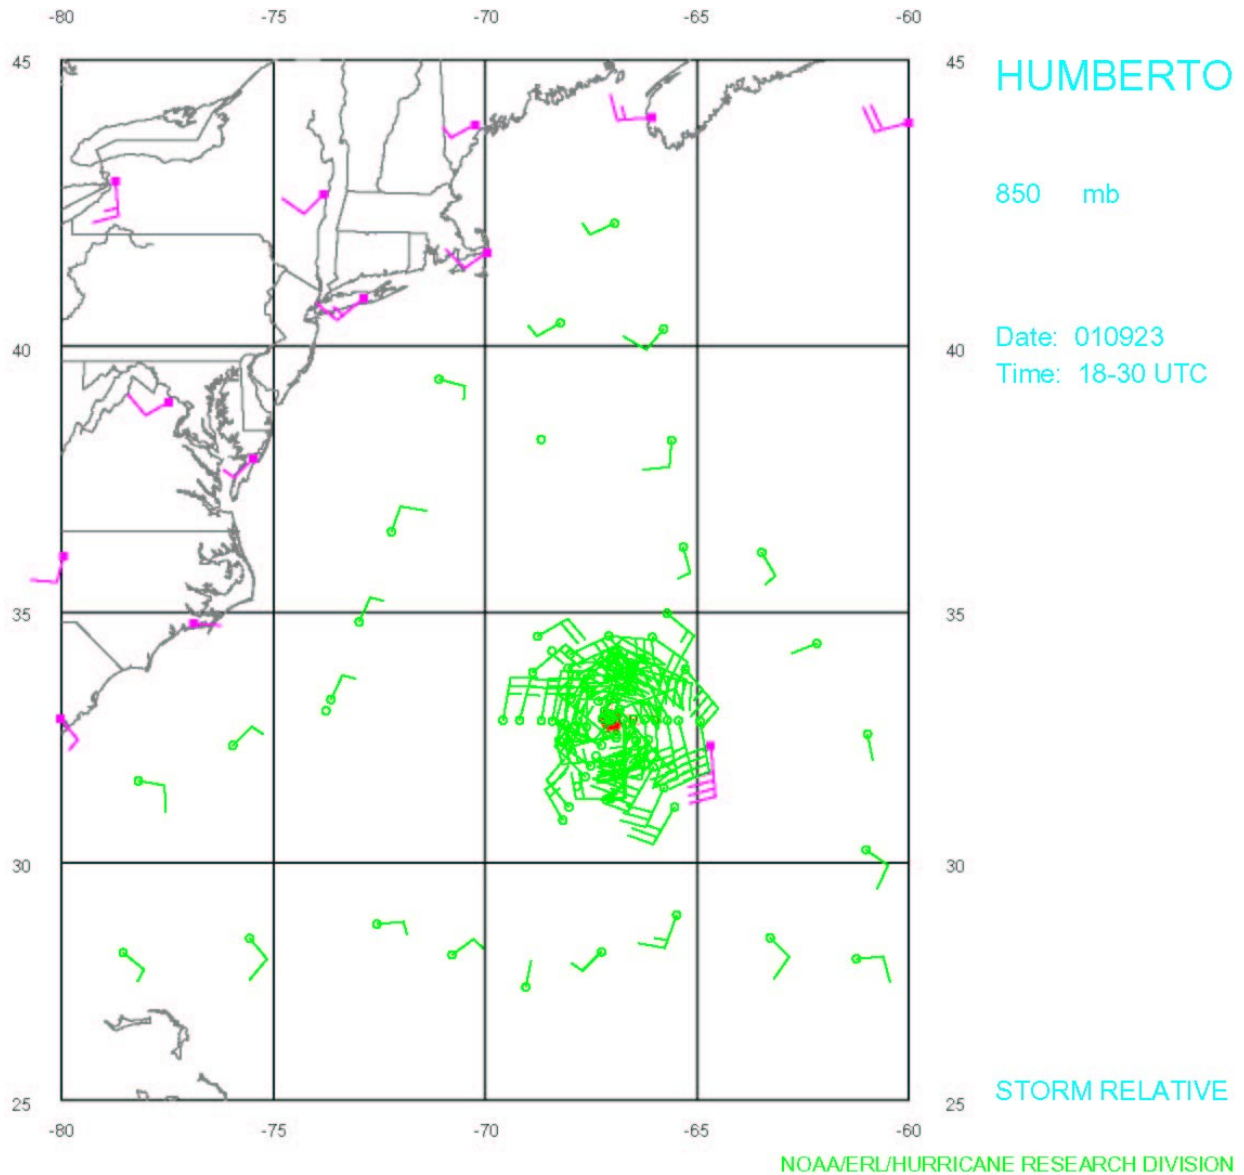 -80 -75 -70 -65 -60
45 45
HUMBERTO
850 mb
40 40
Date: 010923
Time: 18-30 UTC
35 35
30 30
25 25
STORM RELATIVE
-80 -75 -70 -65 -60
NOAA/ERL/HURRICANE RESEARCH DIVISION